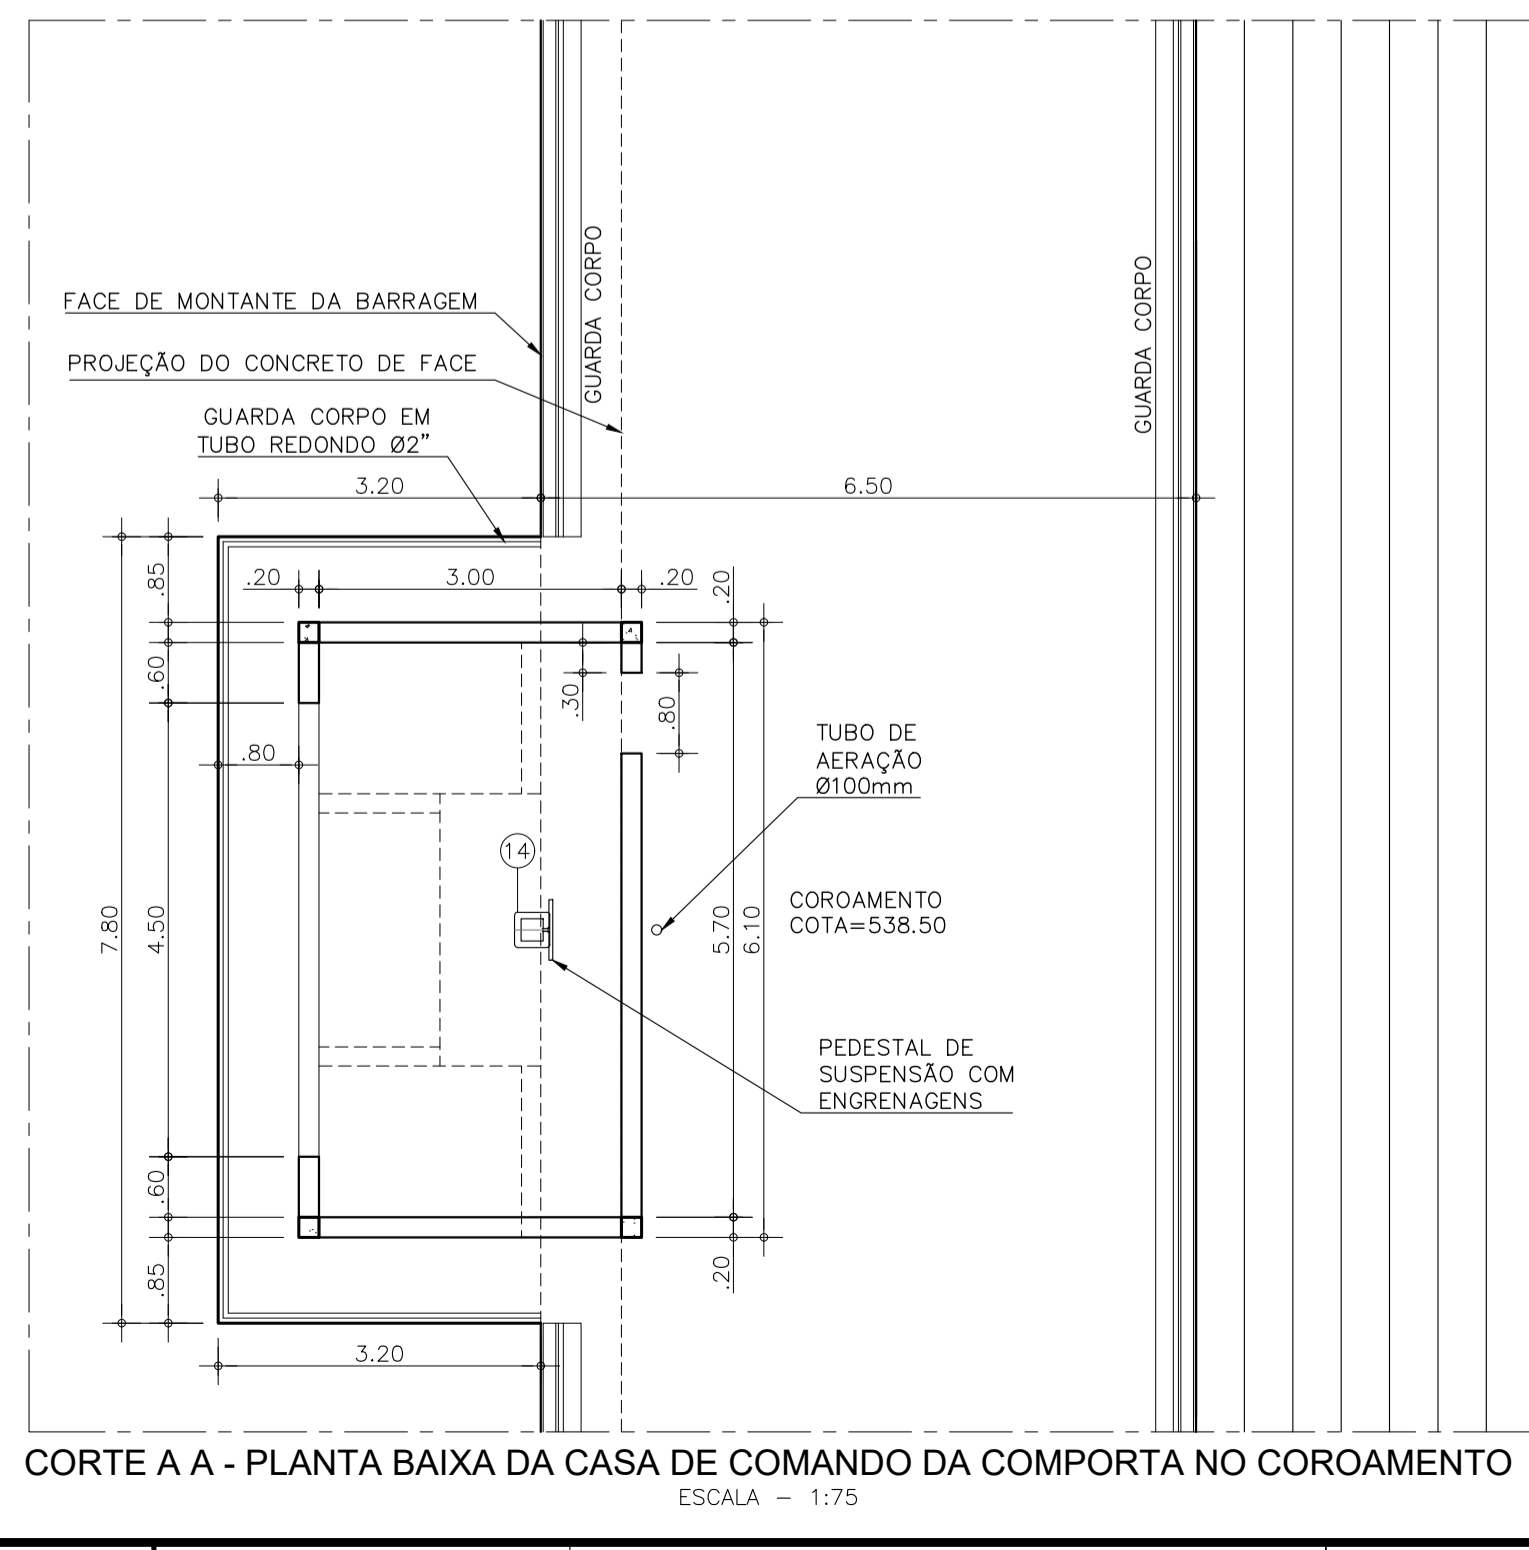 FACE DE MONTANTE DA BARRAGEM
PROJEÇÃO DO CONCRETO DE FACE
GUARDA CORPO EM
TUBO REDONDO Ø2”
GUARDA CORPO
GUARDA CORPO
3.20
6.50
.85
.20
3.00
.20
.20
.60
.30
.80
.80
TUBO DE
AERAÇÃO
Ø100mm
14
COROAMENTO
COTA=538.50
7.80
4.50
5.70
6.10
PEDESTAL DE
SUSPENSÃO COM
ENGRENAGENS
.60
.85
.20
3.20
CORTE A A - PLANTA BAIXA DA CASA DE COMANDO DA COMPORTA NO COROAMENTO
ESCALA – 1:75